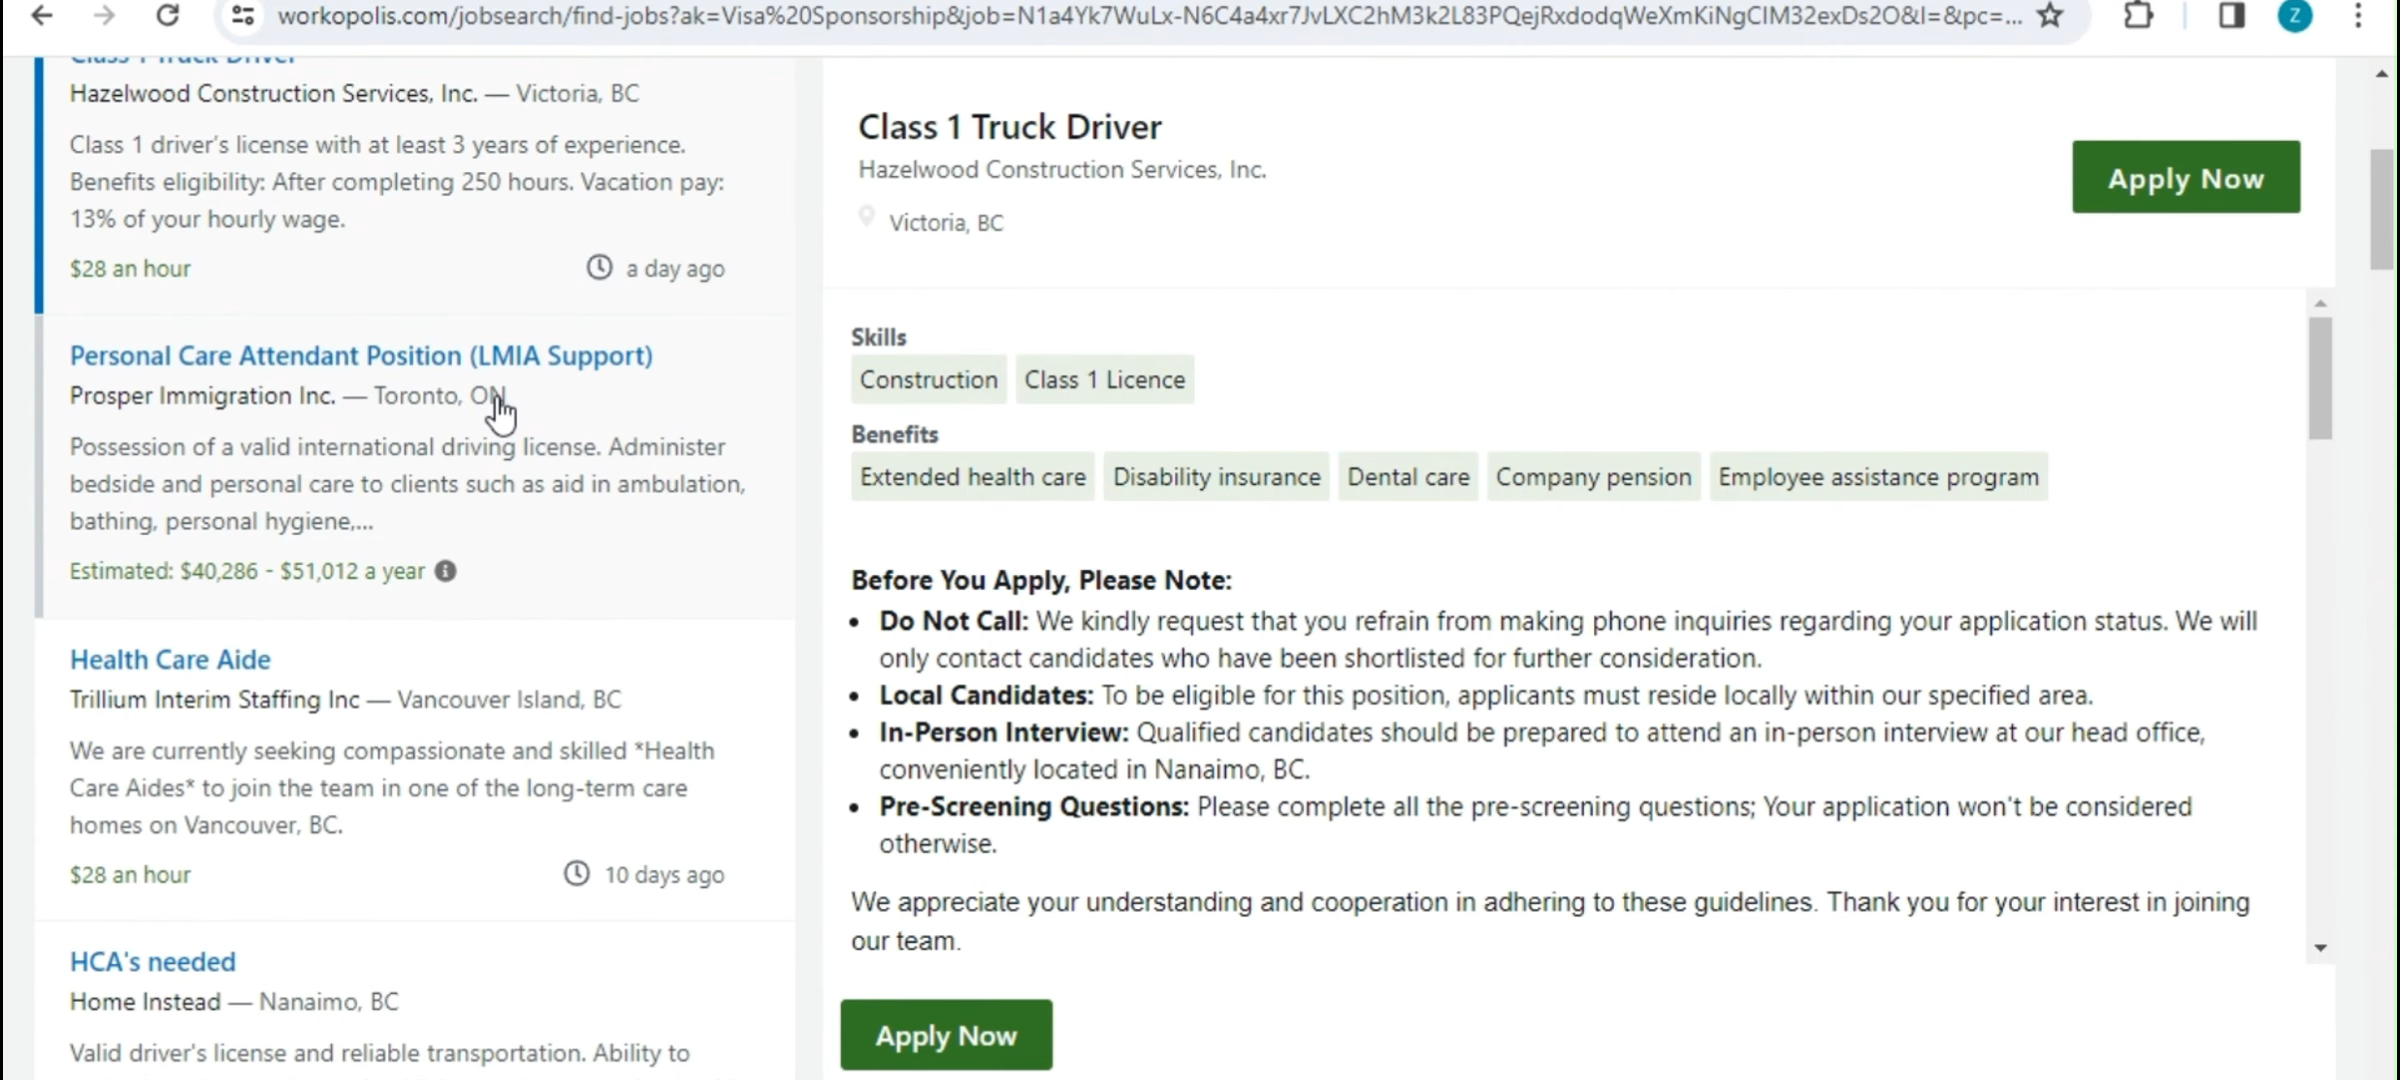 workopolis.com/jobsearch/find-jobs?ak=Visa%20Sponsorship&job=N1a4Yk7WuLx-N6C4a4xr7JvLXC2hM3k2L83PQejRxdodqWeXmKiNgCIM32exDs2O&l=&pc=...
Z
Class 1 Truck Driver
Hazelwood Construction Services, Inc. — Victoria, BC
Class 1 driver's license with at least 3 years of experience.
Benefits eligibility: After completing 250 hours. Vacation pay:
13% of your hourly wage.
$28 an hour
a day ago
Personal Care Attendant Position (LMIA Support)
Prosper Immigration Inc. — Toronto, ON
Possession of a valid international driving license. Administer
bedside and personal care to clients such as aid in ambulation,
bathing, personal hygiene,...
Estimated: $40,286 - $51,012 a year
Health Care Aide
Trillium Interim Staffing Inc — Vancouver Island, BC
We are currently seeking compassionate and skilled *Health
Care Aides* to join the team in one of the long-term care
homes on Vancouver, BC.
$28 an hour
10 days ago
HCA's needed
Home Instead — Nanaimo, BC
Valid driver's license and reliable transportation. Ability to
Class 1 Truck Driver
Hazelwood Construction Services, Inc.
Victoria, BC
Apply Now
Skills
Construction
Class 1 Licence
Benefits
Extended health care
Disability insurance
Dental care
Company pension
Employee assistance program
Before You Apply, Please Note:
• Do Not Call: We kindly request that you refrain from making phone inquiries regarding your application status. We will
only contact candidates who have been shortlisted for further consideration.
• Local Candidates: To be eligible for this position, applicants must reside locally within our specified area.
• In-Person Interview: Qualified candidates should be prepared to attend an in-person interview at our head office,
conveniently located in Nanaimo, BC.
• Pre-Screening Questions: Please complete all the pre-screening questions; Your application won't be considered
otherwise.
We appreciate your understanding and cooperation in adhering to these guidelines. Thank you for your interest in joining
our team.
Apply Now